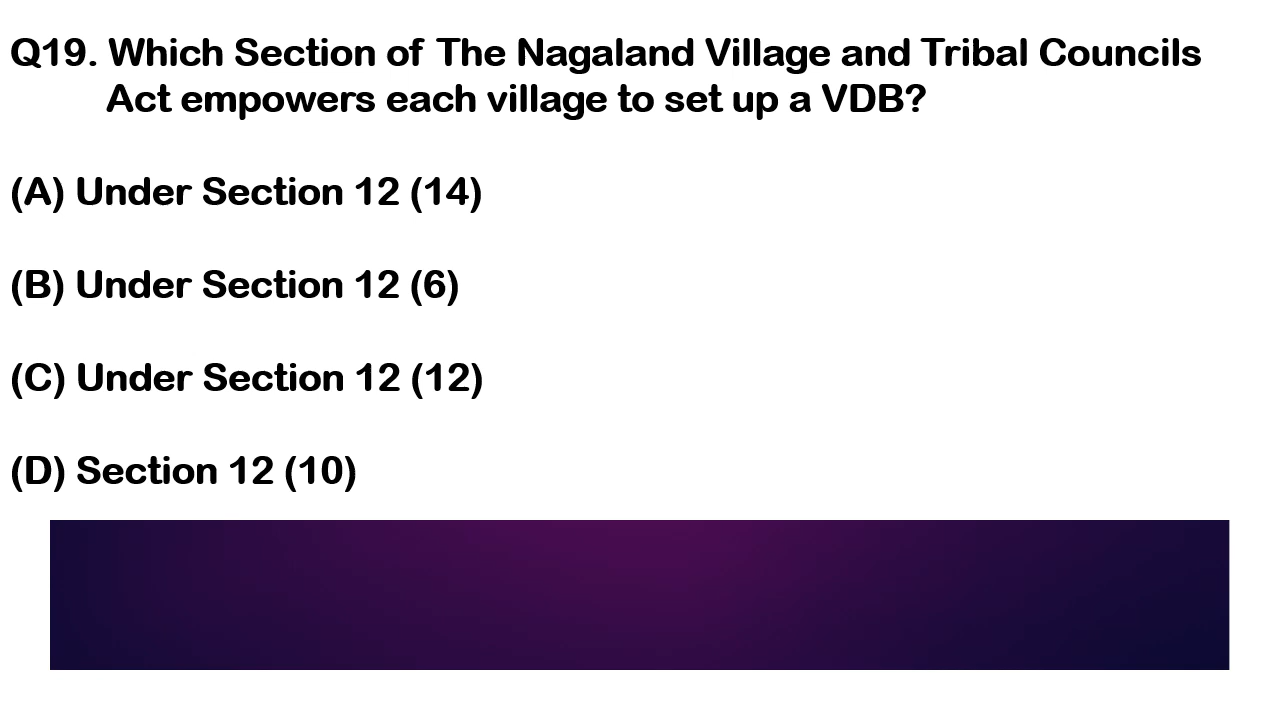 Q19. Which Section of The Nagaland Village and Tribal Councils
Act empowers each village to set up a VDB?
(A) Under Section 12 (14)
(B) Under Section 12 (6)
(C) Under Section 12 (12)
(D) Section 12 (10)